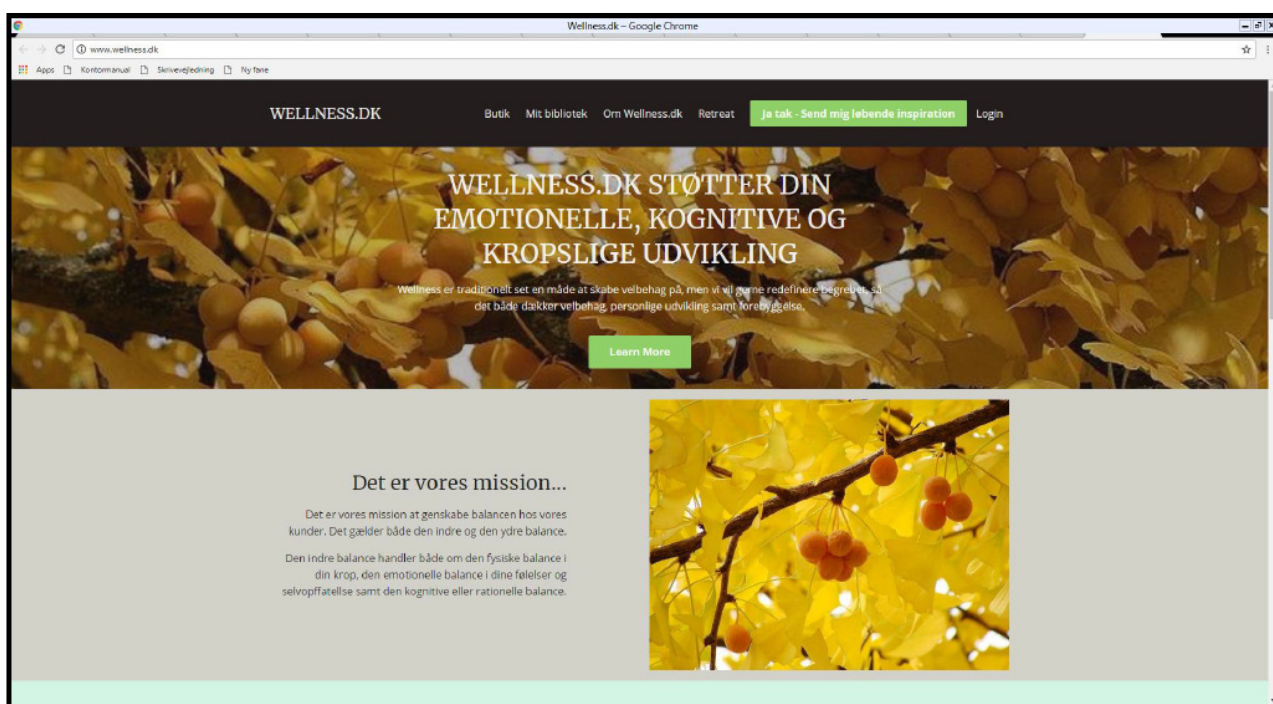 Wellness.dk – Google Chrome
www.wellness.dk
Apps Kontormanual Skrivevejledning Ny fane
WELLNESS.DK Butik Mit bibliotek Om Wellness.dk Retreat Ja tak - Send mig løbende inspiration Login
WELLNESS.DK STØTTER DIN
EMOTIONELLE, KOGNITIVE OG
KROPSLIGE UDVIKLING
Wellness er traditionelt set en måde at skabe velbehag på, men vi vil gerne redefinere begrebet, så
det både dækker velbehag, personlige udvikling samt forebyggelse.
Learn More
Det er vores mission...
Det er vores mission at genskabe balancen hos vores
kunder. Det gælder både den indre og den ydre balance.
Den indre balance handler både om den fysiske balance i
din krop, den emotionelle balance i dine følelser og
selvopffatellse samt den kognitive eller rationelle balance.